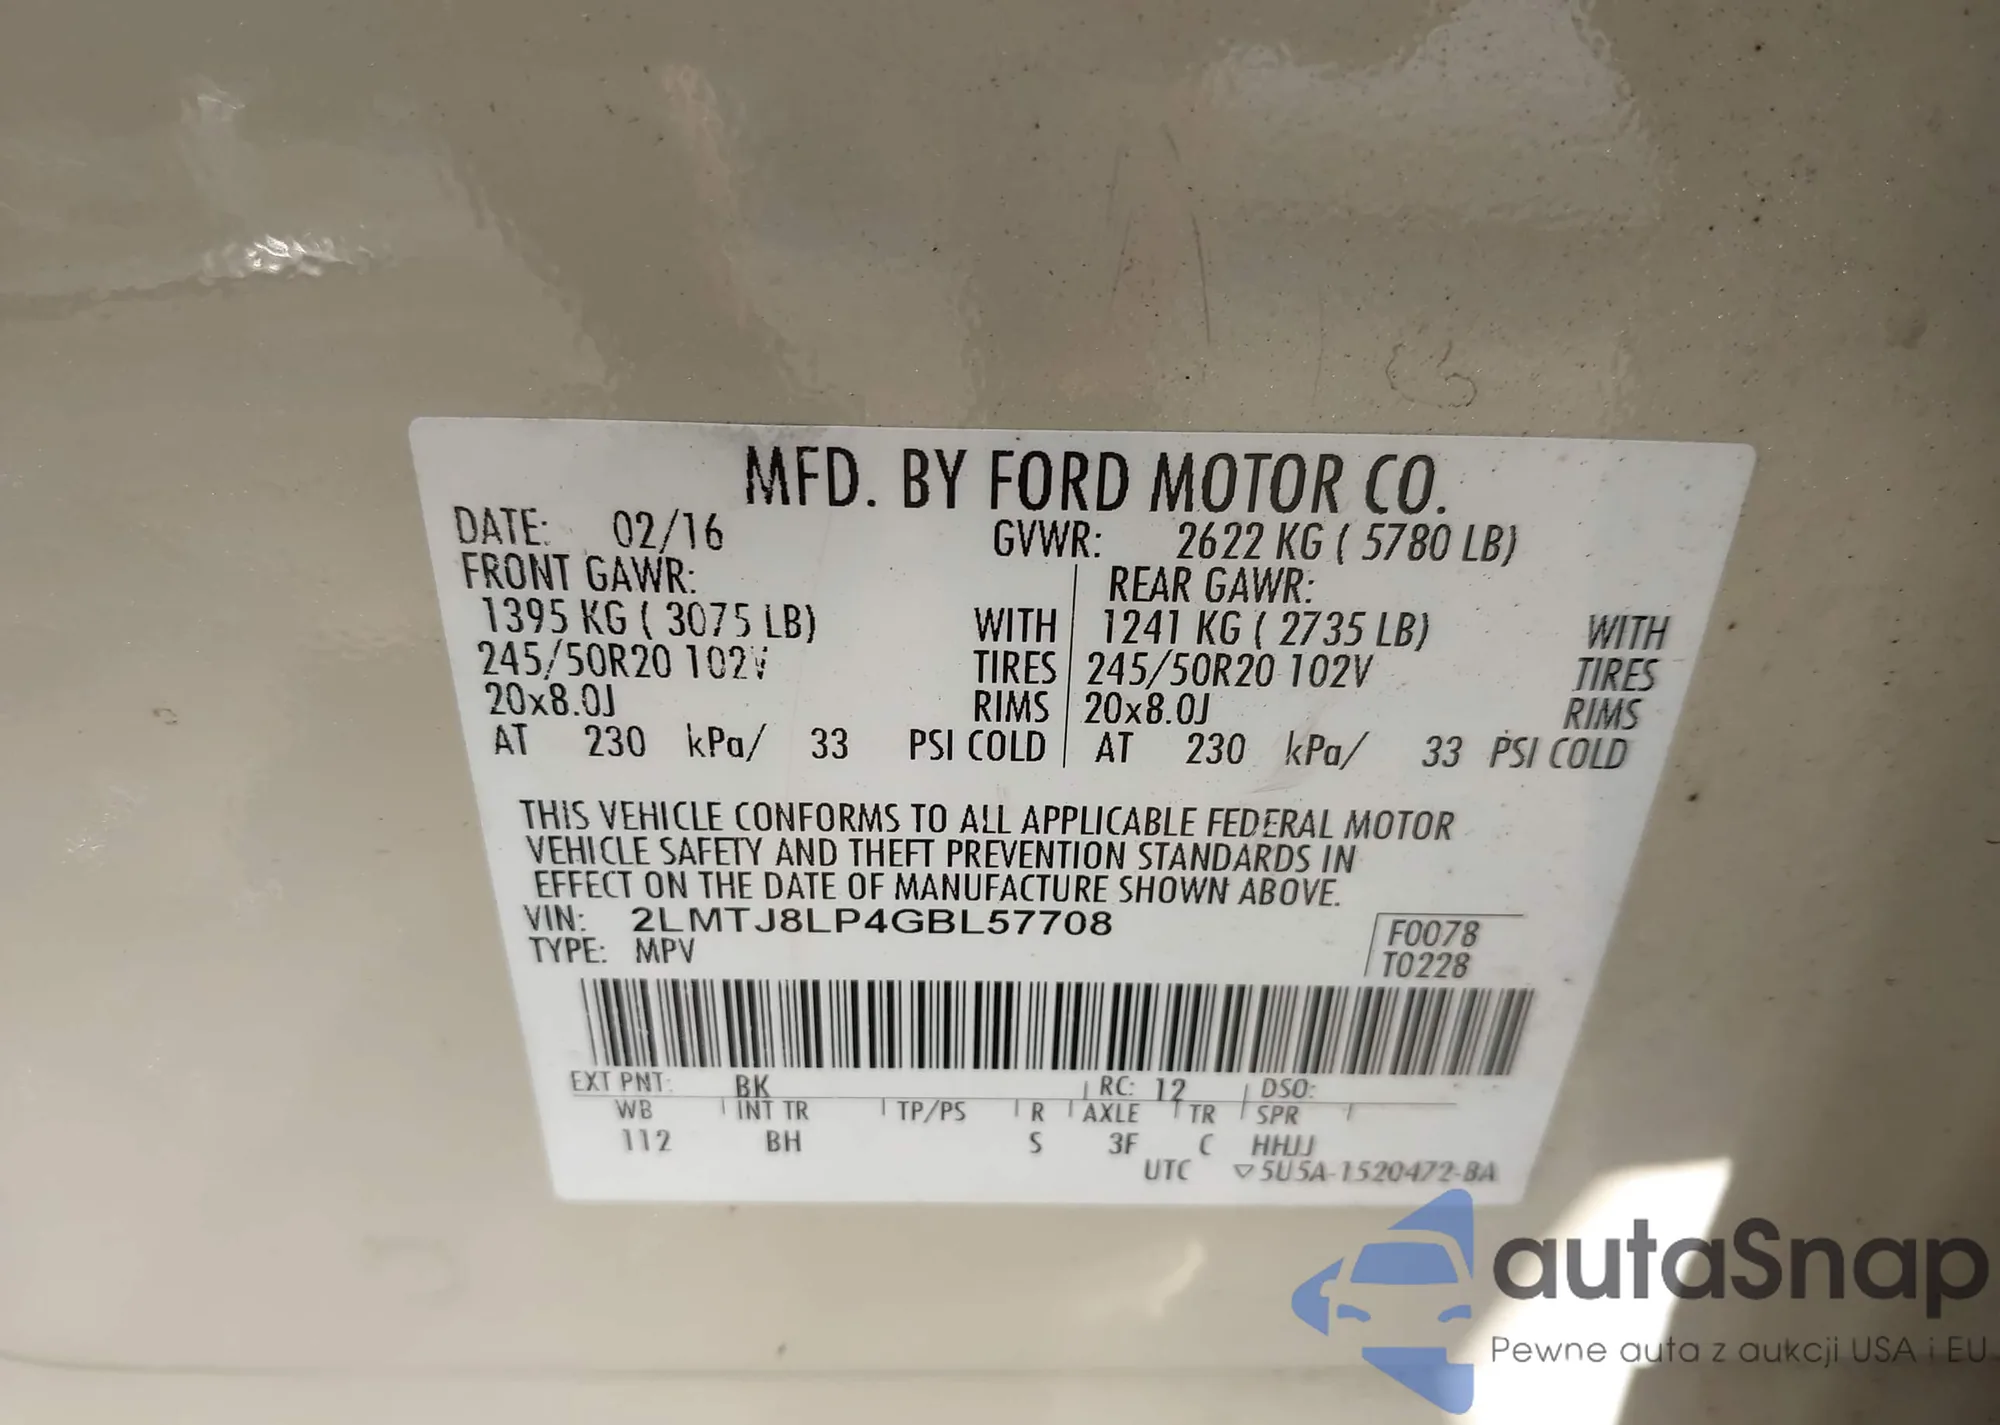 MFD. BY FORD MOTOR CO.
DATE: 02/16 GVWR: 2622 KG ( 5780 LB)
FRONT GAWR: REAR GAWR:
1395 KG ( 3075 LB) WITH 1241 KG ( 2735 LB) WITH
245/50R20 102V TIRES 245/50R20 102V TIRES
20x8.0J RIMS 20x8.0J RIMS
AT 230 kPa/ 33 PSI COLD AT 230 kPa/ 33 PSI COLD
THIS VEHICLE CONFORMS TO ALL APPLICABLE FEDERAL MOTOR
VEHICLE SAFETY AND THEFT PREVENTION STANDARDS IN
EFFECT ON THE DATE OF MANUFACTURE SHOWN ABOVE.
VIN: 2LMTJ8LP4GBL57708 F0078
TYPE: MPV T0228
EXT PNT: BK RC: 12 DSO:
WB INT TR TP/PS R AXLE TR SPR
112 BH S 3F C HHJJ
UTC ▽5U5A-1520472-BA
autaSnap
Pewne auta z aukcji USA i EU